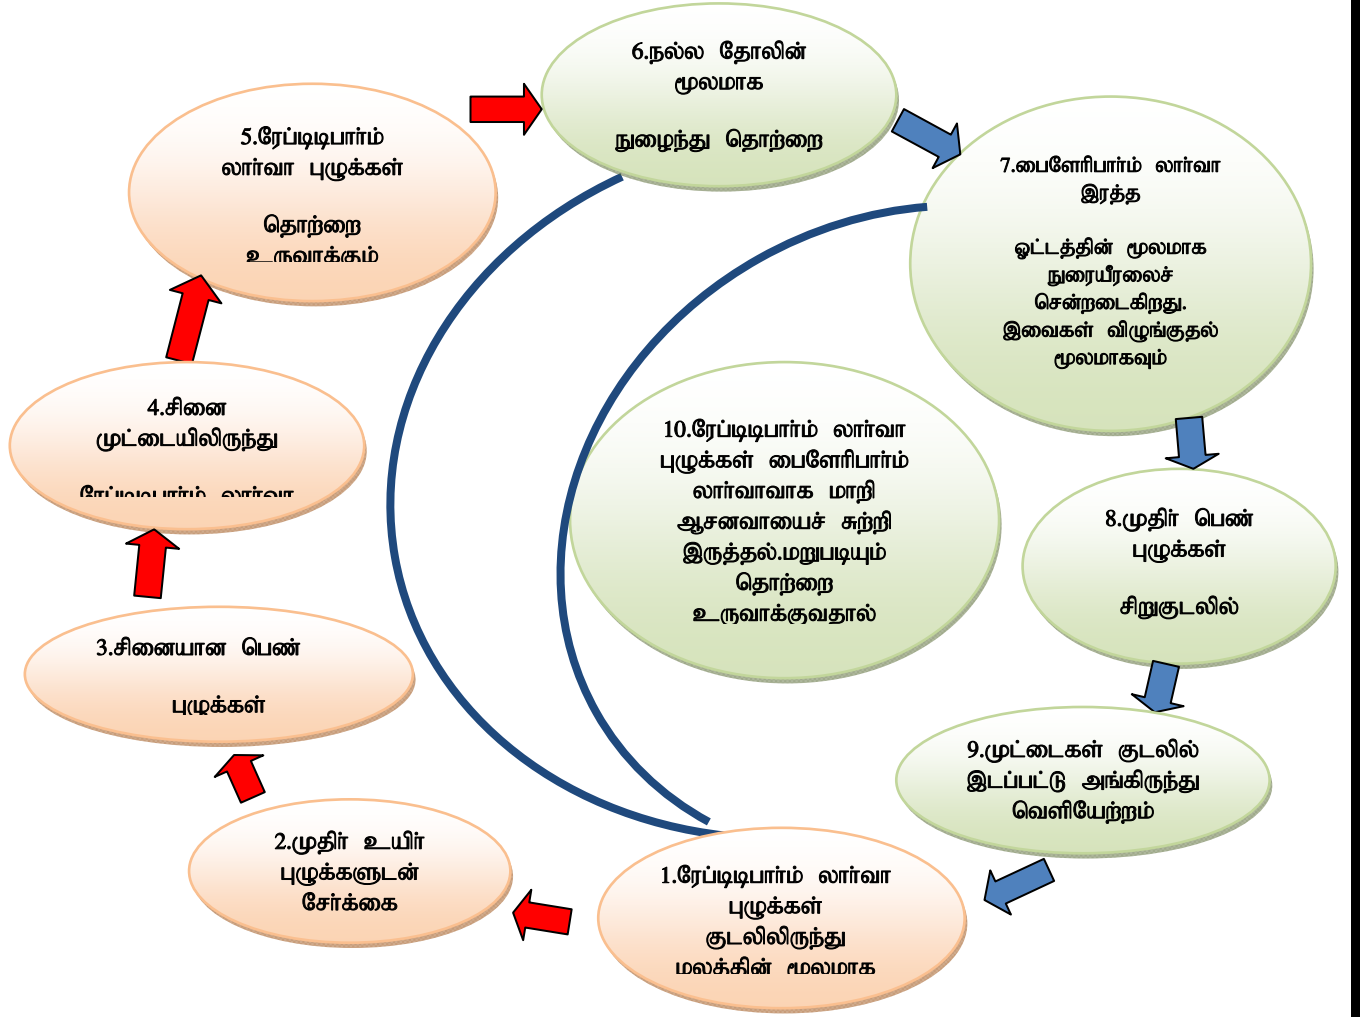 1.ரேப்டிடிபார்ம் லார்வா
புழுக்கள்
குடலிலிருந்து
மலத்தின் மூலமாக
2.முதிர் உயிர்
புழுக்களுடன்
சேர்க்கை
3.சினையான பெண்
புழுக்கள்
4.சினை
முட்டையிலிருந்து
ரேப்டிடிபார்ம் லார்வா
5.ரேப்டிடிபார்ம்
லார்வா புழுக்கள்
தொற்றை
உருவாக்கும்
6.நல்ல தோலின்
மூலமாக
நுழைந்து தொற்றை
7.பைளேரிபார்ம் லார்வா
இரத்த
ஓட்டத்தின் மூலமாக
நுரையீரலைச்
சென்றடைகிறது.
இவைகள் விழுங்குதல்
மூலமாகவும்
8.முதிர் பெண்
புழுக்கள்
சிறுகுடலில்
9.முட்டைகள் குடலில்
இடப்பட்டு அங்கிருந்து
வெளியேற்றம்
10.ரேப்டிடிபார்ம் லார்வா
புழுக்கள் பைளேரிபார்ம்
லார்வாவாக மாறி
ஆசனவாயைச் சுற்றி
இருத்தல்.மறுபடியும்
தொற்றை
உருவாக்குவதால்